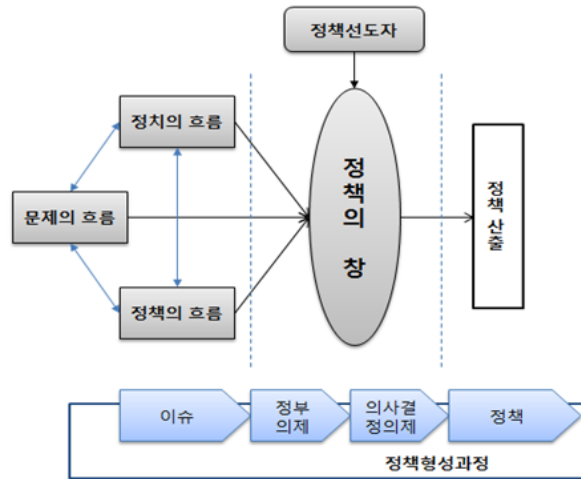 정책선도자
정치의 흐름
문제의 흐름
정책의 흐름
정책의 창
정책 산출
이슈
정부
의제
의사결
정의제
정책
정책형성과정